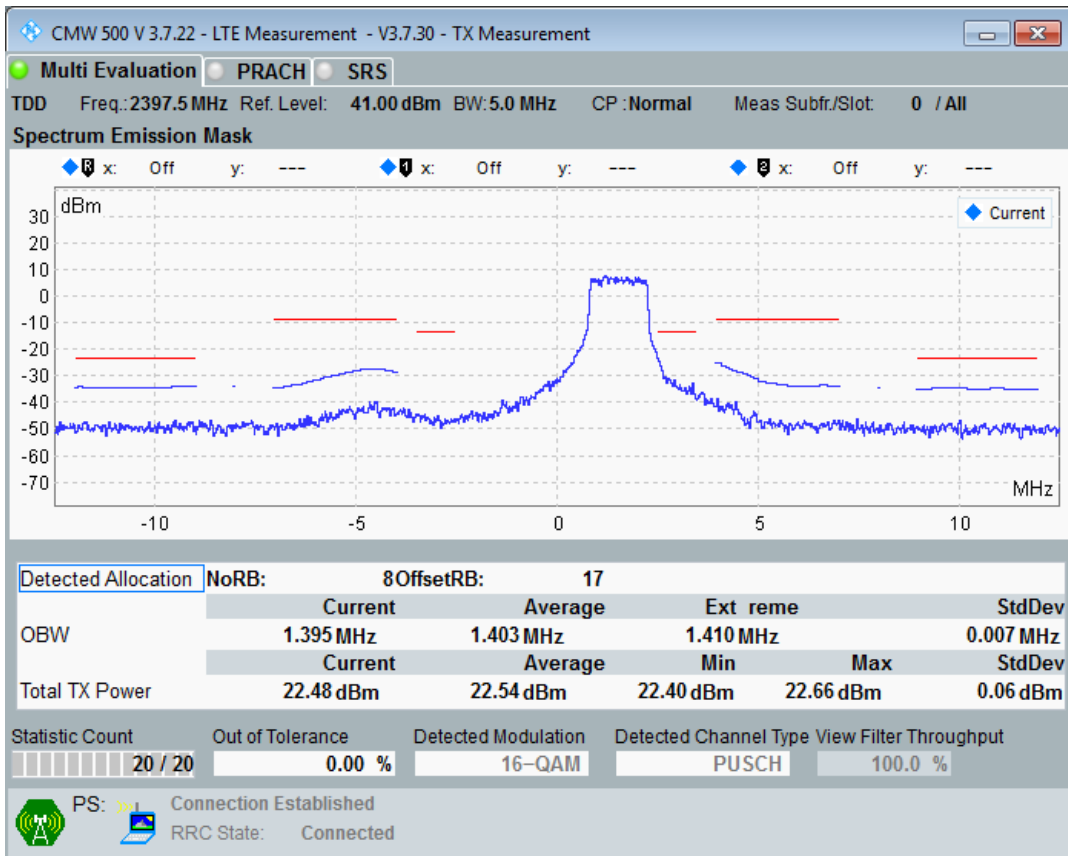 CMW 500 V 3.7.22 - LTE Measurement - V3.7.30 - TX Measurement
Multi Evaluation PRACH SRS
TDD Freq.:2397.5 MHz Ref. Level: 41.00 dBm BW:5.0 MHz CP :Normal Meas Subfr./Slot: 0 / All
Spectrum Emission Mask
R x: Off y: --- 1 x: Off y: --- 2 x: Off y: ---
dBm
Current
30
20
10
0
-10
-20
-30
-40
-50
-60
-70
MHz
-10 -5 0 5 10
Detected Allocation NoRB: 8 OffsetRB: 17
Current Average Ext reme StdDev
OBW 1.395 MHz 1.403 MHz 1.410 MHz 0.007 MHz
Current Average Min Max StdDev
Total TX Power 22.48 dBm 22.54 dBm 22.40 dBm 22.66 dBm 0.06 dBm
Statistic Count Out of Tolerance Detected Modulation Detected Channel Type View Filter Throughput
20 / 20 0.00 % 16-QAM PUSCH 100.0 %
PS: Connection Established
RRC State: Connected